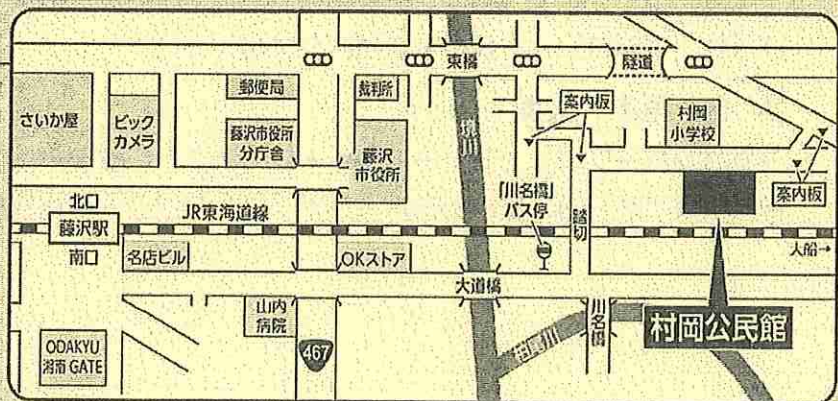 東橋
隧道
さいか屋
ビック
カメラ
郵便局
裁判所
藤沢市役所
分庁舎
藤沢
市役所
境川
案内板
村岡
小学校
北口
藤沢駅
南口
JR東海道線
「川名橋」
バス停
踏切
案内板
大船→
名店ビル
OKストア
大道橋
山内
病院
467
川名橋
村岡公民館
ODAKYU
湘南 GATE